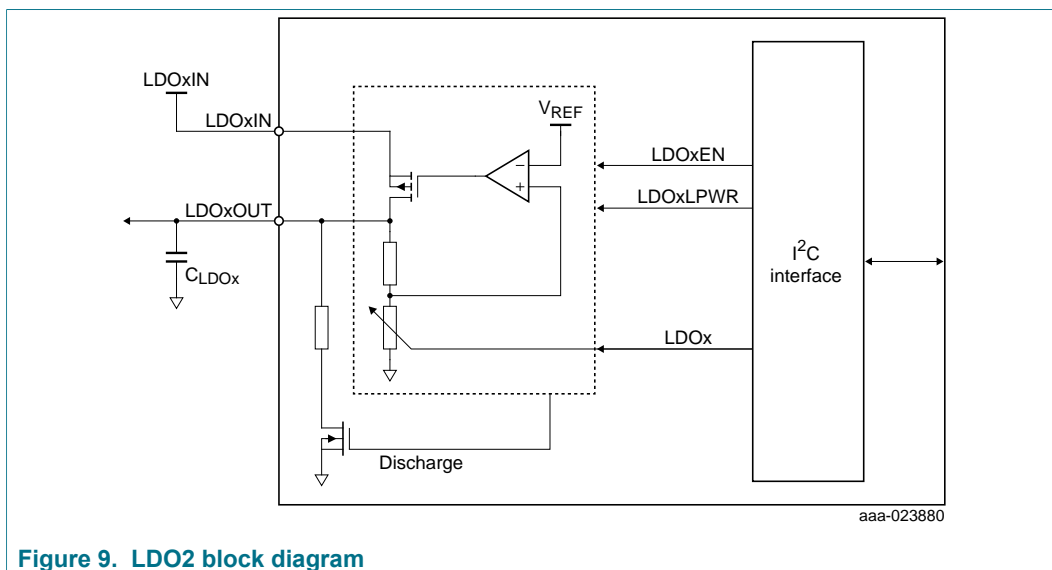 LDOxIN
LDOxIN
VREF
LDOxEN
LDOxLPWR
LDOxOUT
CLDOx
I2C
interface
LDOx
Discharge
aaa-023880
Figure 9. LDO2 block diagram
- +